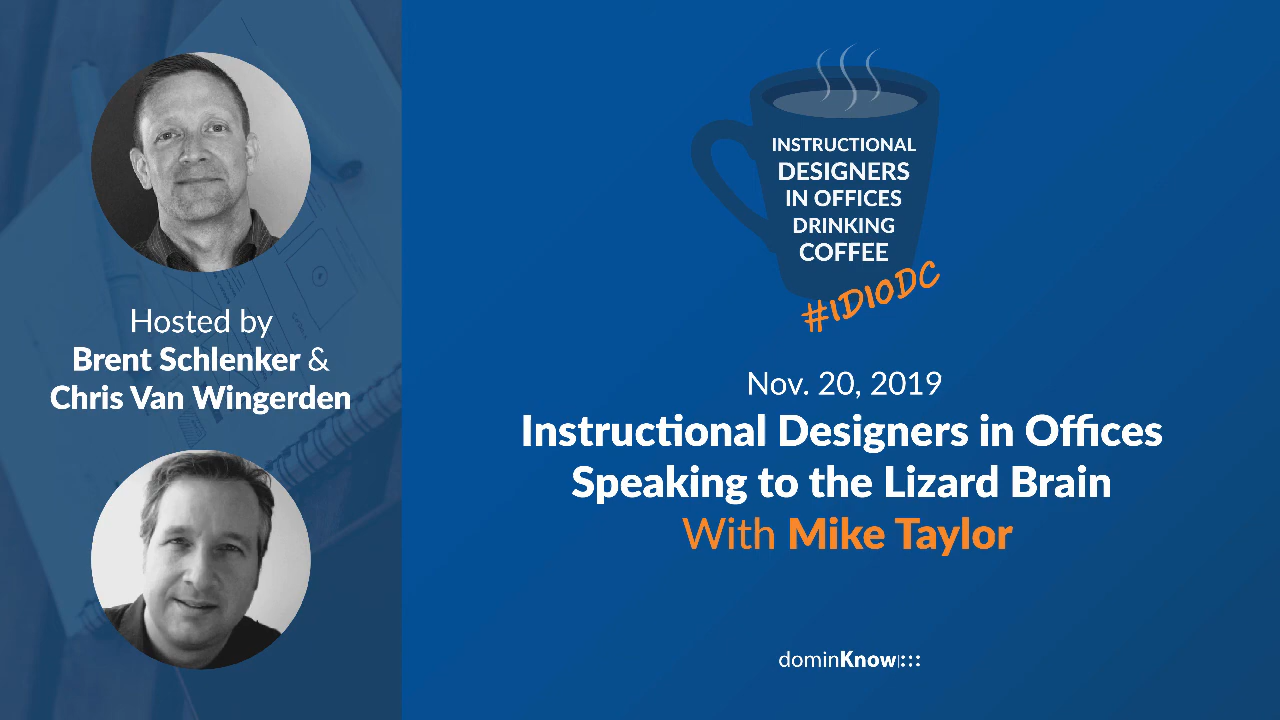 Hosted by
Brent Schlenker &
Chris Van Wingerden
INSTRUCTIONAL
DESIGNERS
IN OFFICES
DRINKING
COFFEE
#IDIODC
Nov. 20, 2019
Instructional Designers in Offices
Speaking to the Lizard Brain
With Mike Taylor
dominKnow